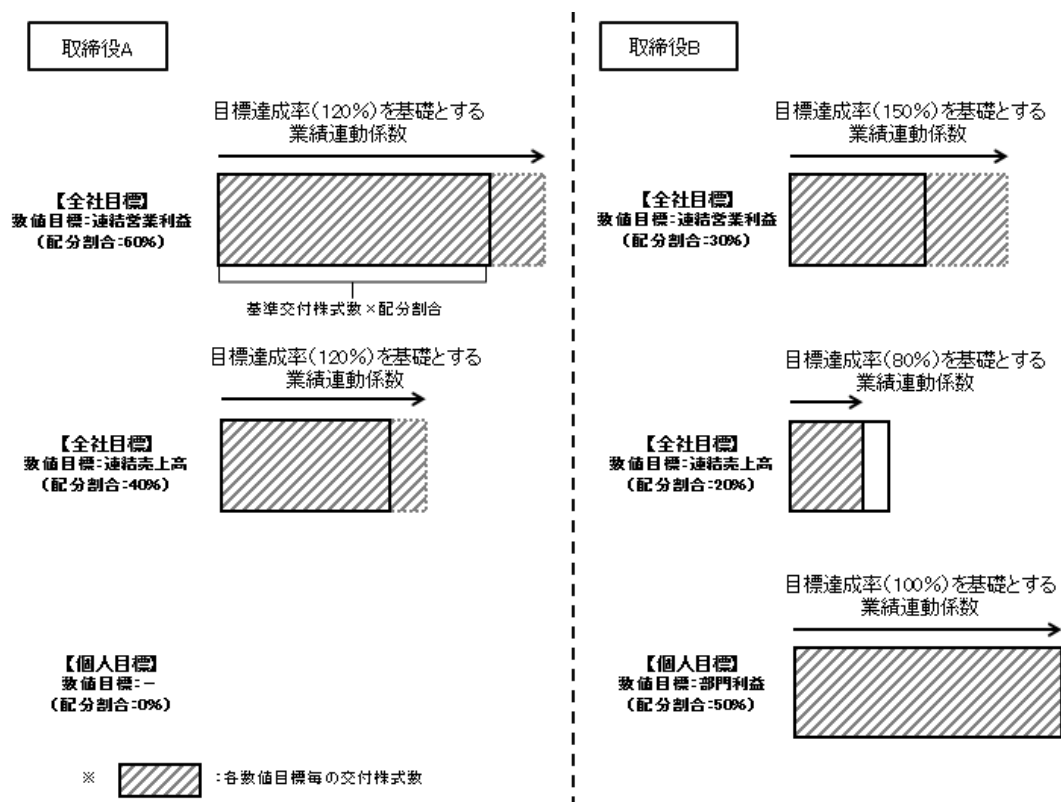 取締役A
目標達成率(120%)を基礎とする
業績連動係数
【全社目標】
数値目標:連結営業利益
(配分割合:60%)
基準交付株式数×配分割合
目標達成率(120%)を基礎とする
業績連動係数
【全社目標】
数値目標:連結売上高
(配分割合:40%)
【個人目標】
数値目標:−
(配分割合:0%)
※ :各数値目標毎の交付株式数
取締役B
目標達成率(150%)を基礎とする
業績連動係数
【全社目標】
数値目標:連結営業利益
(配分割合:30%)
目標達成率(80%)を基礎とする
業績連動係数
【全社目標】
数値目標:連結売上高
(配分割合:20%)
目標達成率(100%)を基礎とする
業績連動係数
【個人目標】
数値目標:部門利益
(配分割合:50%)